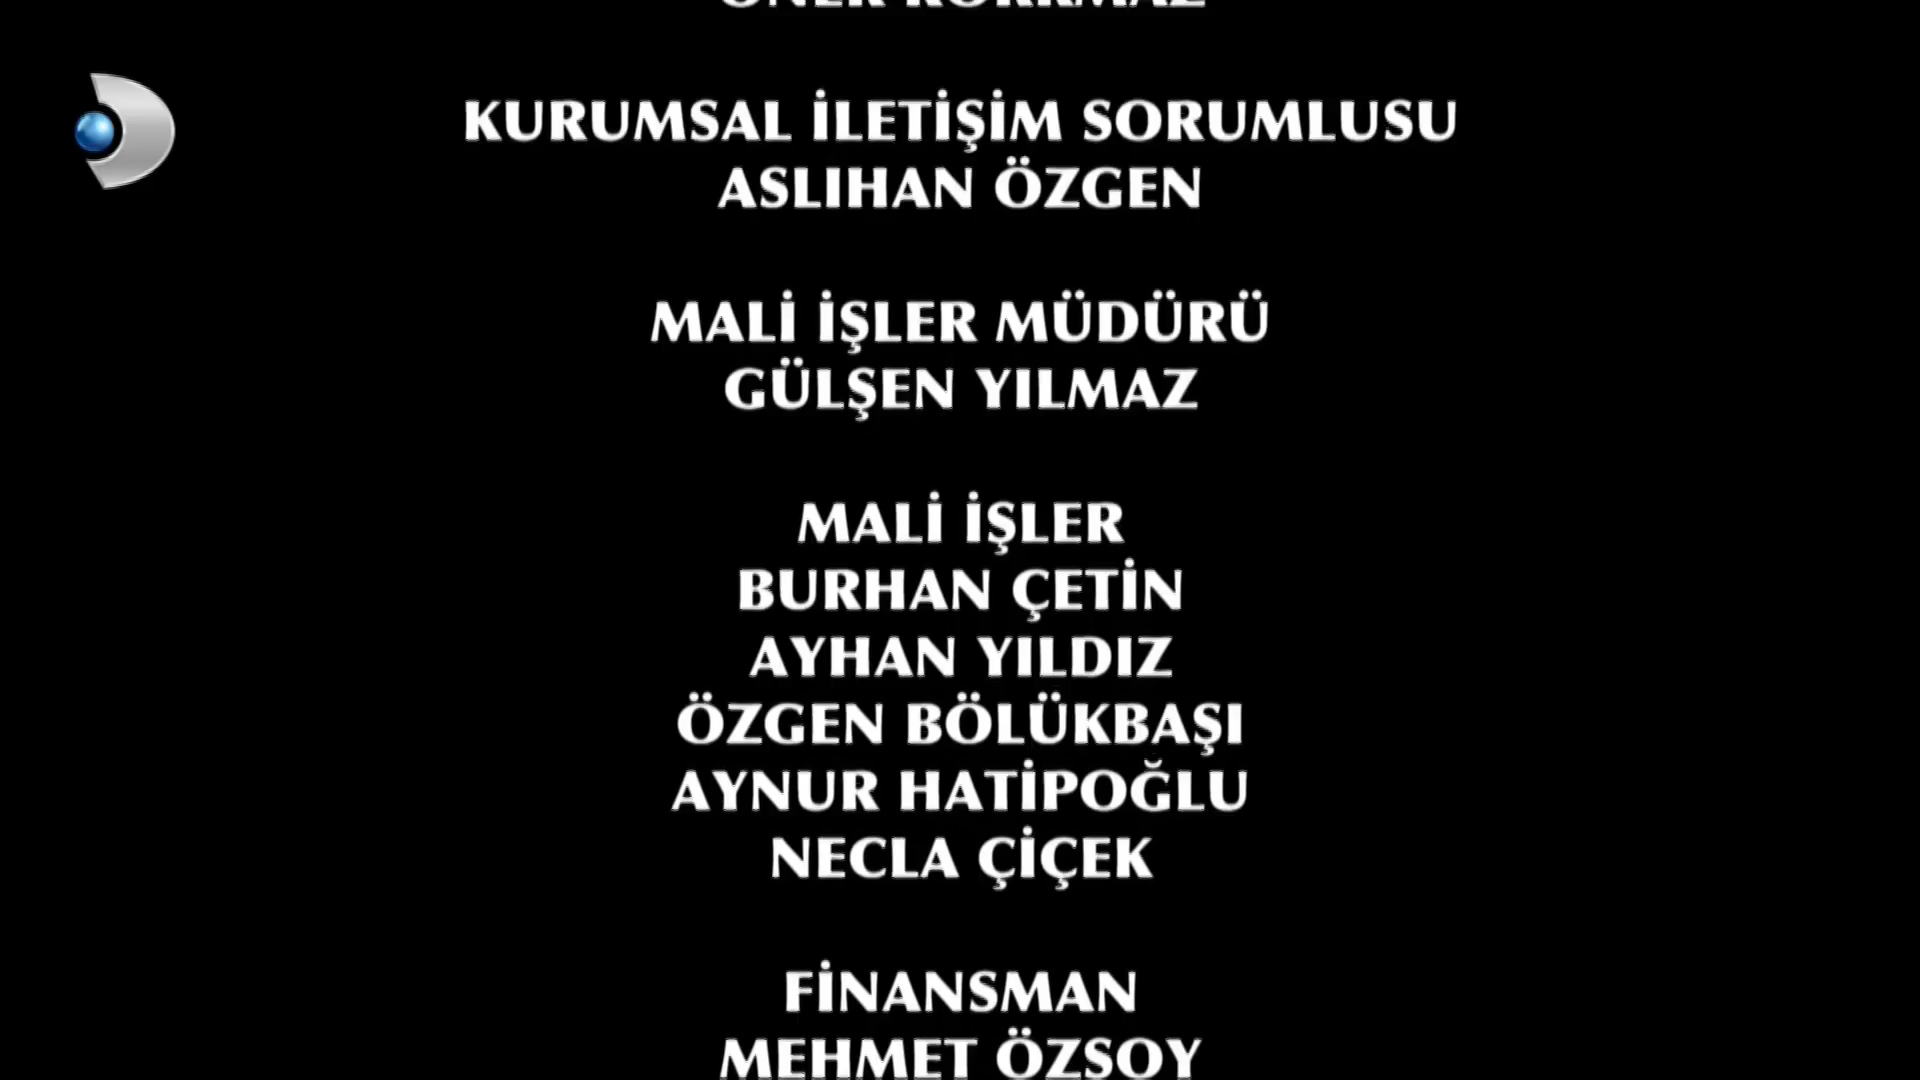 KURUMSAL İLETİŞİM SORUMLUSU
ASLIHAN ÖZGEN
MALİ İŞLER MÜDÜRÜ
GÜLŞEN YILMAZ
MALİ İŞLER
BURHAN ÇETİN
AYHAN YILDIZ
ÖZGEN BÖLÜKBAŞI
AYNUR HATİPOĞLU
NECLA ÇİÇEK
FİNANSMAN
MEHMET ÖZSOY